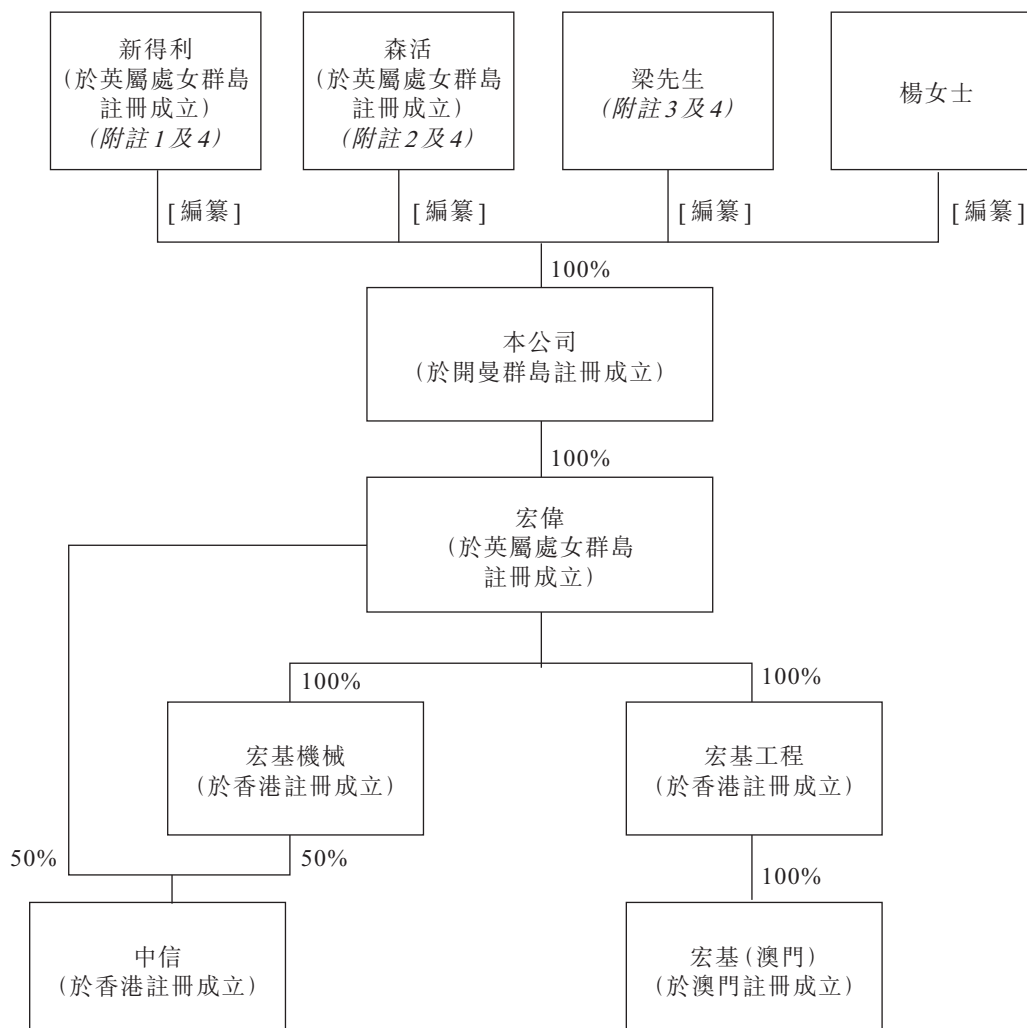 新得利
(於英屬處女群島
註冊成立)
(附註1及4)
森活
(於英屬處女群島
註冊成立)
(附註2及4)
梁先生
(附註3及4)
楊女士
[編纂]
[編纂]
[編纂]
[編纂]
100%
本公司
(於開曼群島註冊成立)
100%
宏偉
(於英屬處女群島
註冊成立)
100%
100%
宏基機械
(於香港註冊成立)
宏基工程
(於香港註冊成立)
50%
50%
100%
中信
(於香港註冊成立)
宏基(澳門)
(於澳門註冊成立)